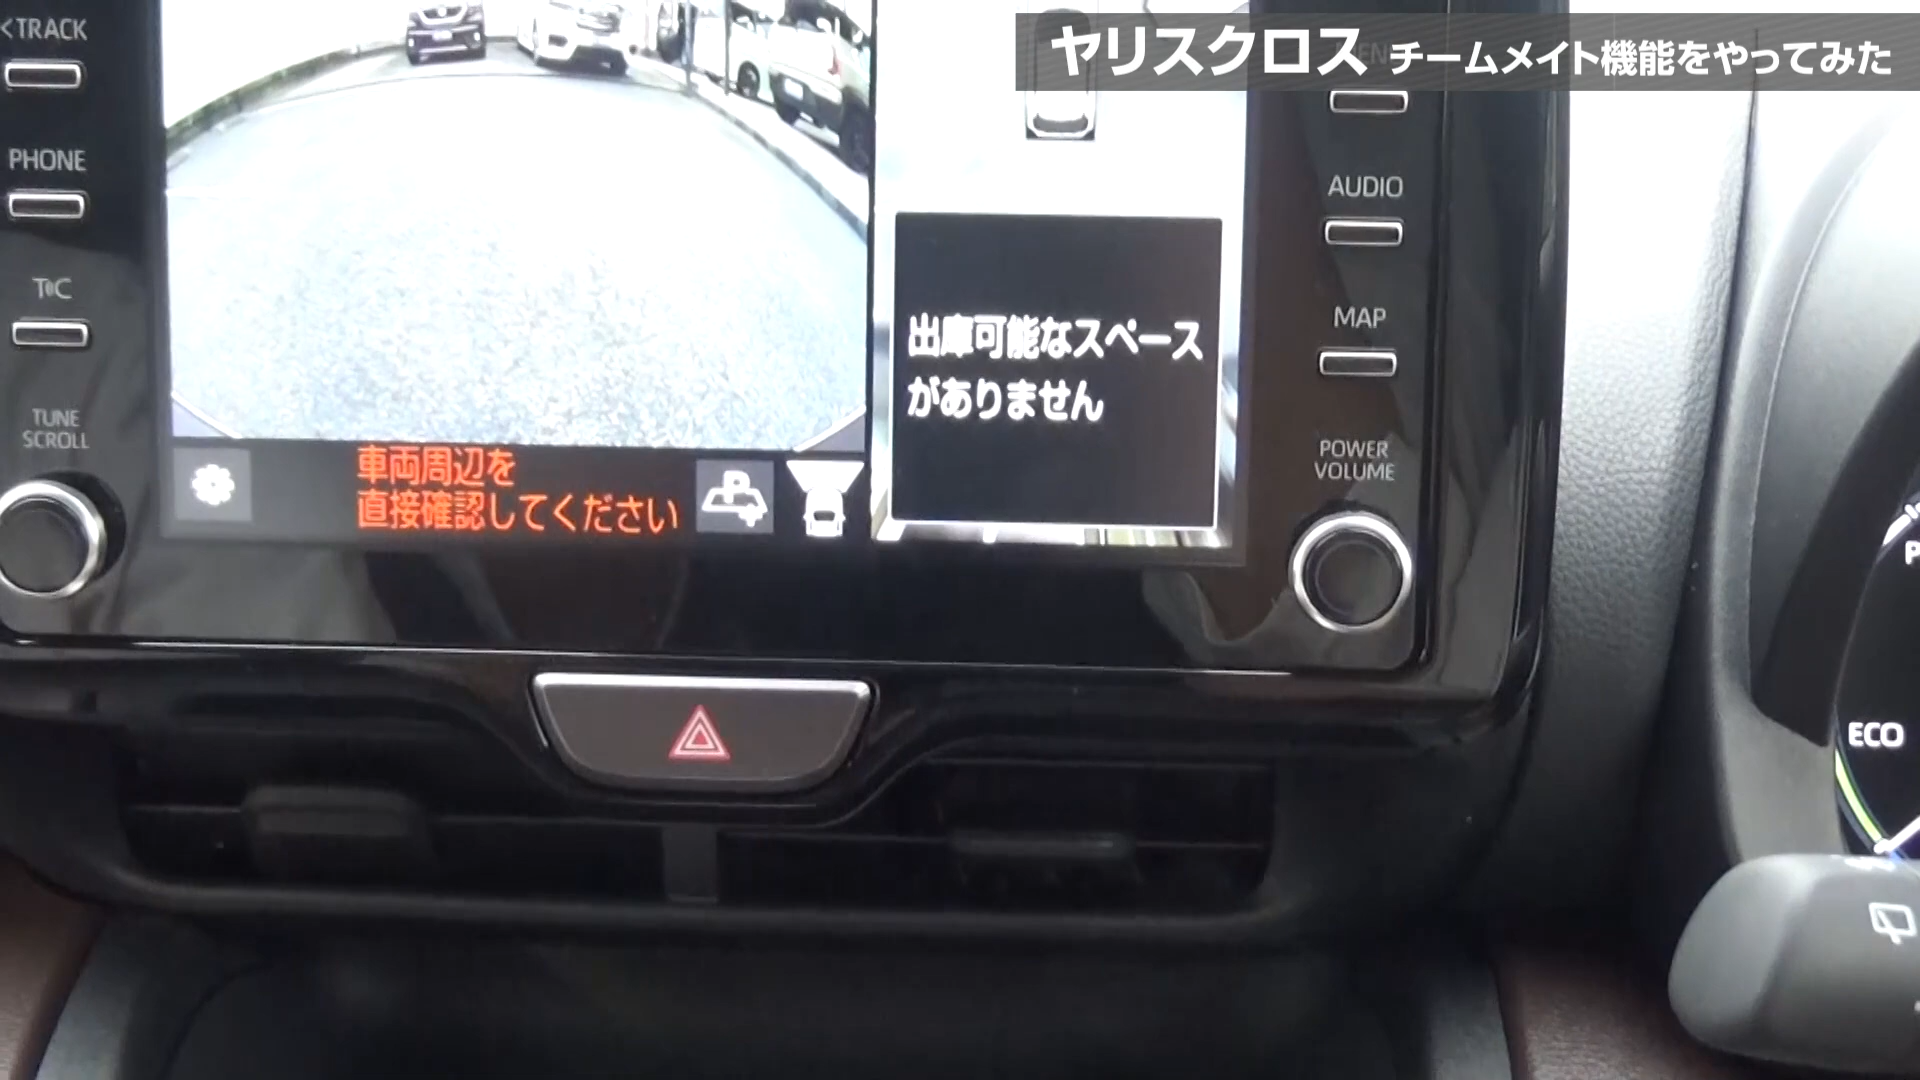 ヤリスクロス チームメイト機能をやってみた
<TRACK
PHONE
TCC
TUNE
SCROLL
AUDIO
MAP
POWER
VOLUME
出庫可能なスペース
がありません
車両周辺を
直接確認してください
P
ECO